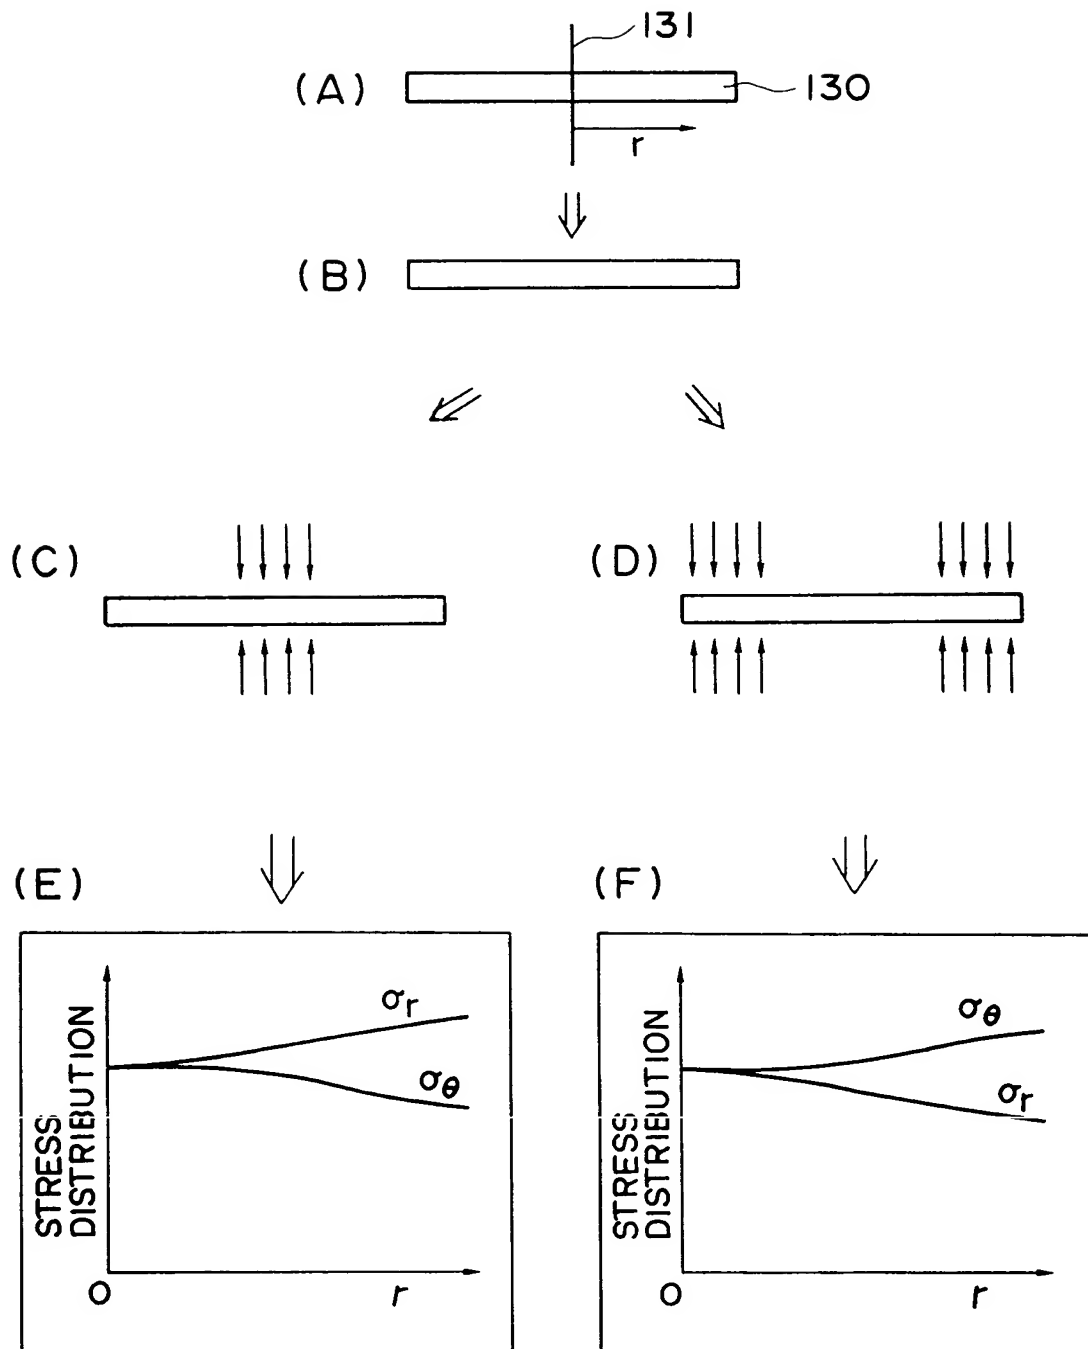 131
(A)
130
r
(B)
(C)
(D)
(E)
(F)
STRESS
DISTRIBUTION
σr
σθ
O
r
STRESS
DISTRIBUTION
σθ
σr
O
r